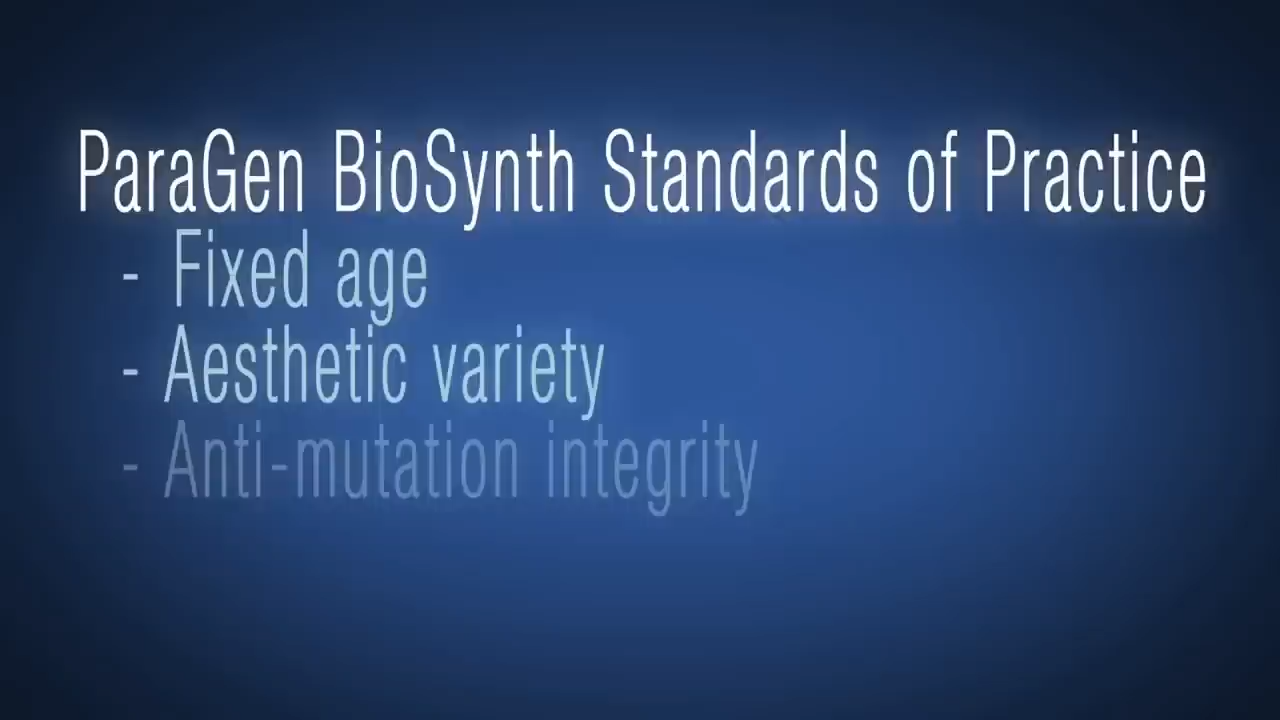 ParaGen BioSynth Standards of Practice
- Fixed age
- Aesthetic variety
- Anti-mutation integrity